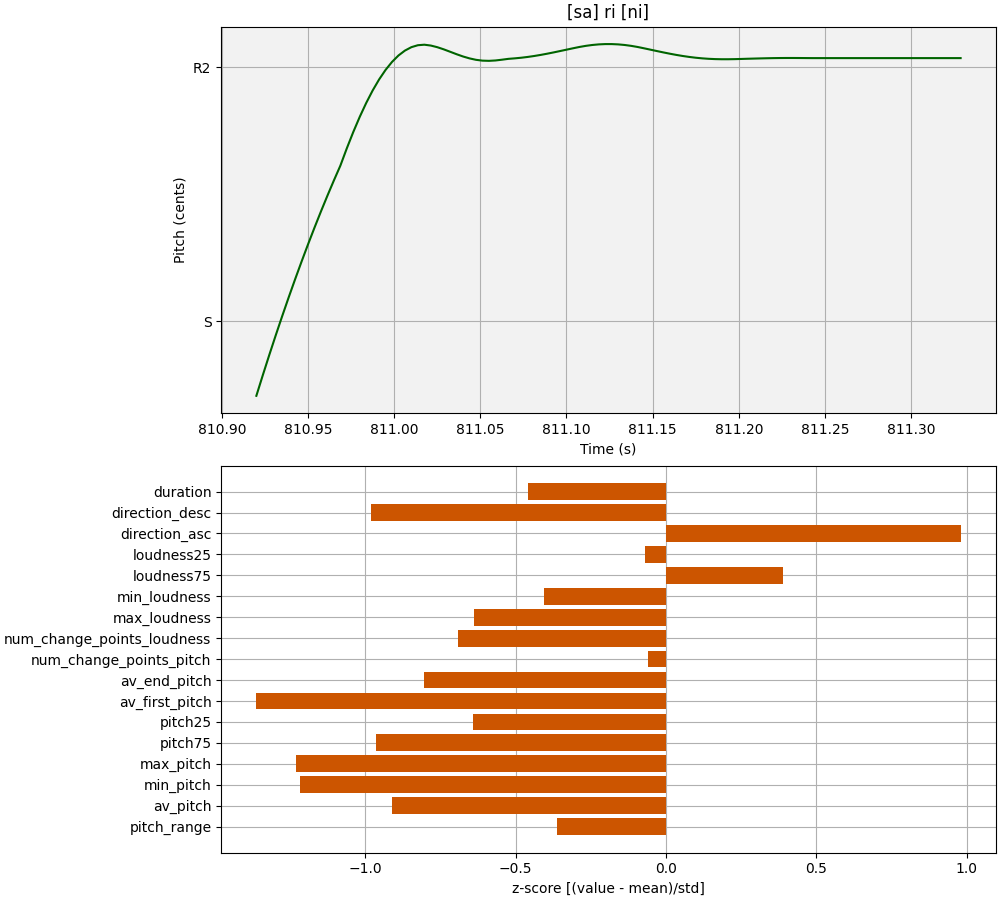 [sa] ri [ni]
R2
S
Pitch (cents)
810.90 810.95 811.00 811.05 811.10 811.15 811.20 811.25 811.30
Time (s)
duration
direction_desc
direction_asc
loudness25
loudness75
min_loudness
max_loudness
num_change_points_loudness
num_change_points_pitch
av_end_pitch
av_first_pitch
pitch25
pitch75
max_pitch
min_pitch
av_pitch
pitch_range
−1.0 −0.5 0.0 0.5 1.0
z-score [(value - mean)/std]